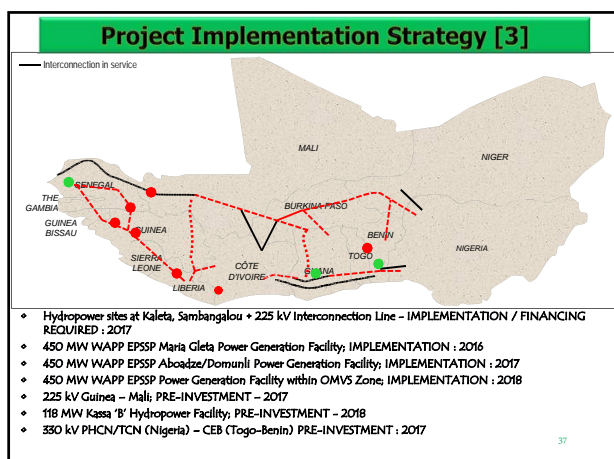 Project Implementation Strategy [3]
Interconnection in service
MALI
NIGER
SENEGAL
THE
GAMBIA
BURKINA FASO
GUINEA
BISSAU
GUINEA
BENIN
NIGERIA
SIERRA
LEONE
TOGO
CÔTE
D'IVOIRE
GHANA
LIBERIA
❖ Hydropower sites at Kaleta, Sambangalou + 225 kV Interconnection Line - IMPLEMENTATION / FINANCING
REQUIRED : 2017
❖ 450 MW WAPP EPSSP Maria Gleta Power Generation Facility; IMPLEMENTATION : 2016
❖ 450 MW WAPP EPSSP Aboadze/Domunli Power Generation Facility; IMPLEMENTATION : 2017
❖ 450 MW WAPP EPSSP Power Generation Facility within OMVS Zone; IMPLEMENTATION : 2018
❖ 225 kV Guinea – Mali; PRE-INVESTMENT – 2017
❖ 118 MW Kassa 'B' Hydropower Facility; PRE-INVESTMENT - 2018
❖ 330 kV PHCN/TCN (Nigeria) – CEB (Togo-Benin) PRE-INVESTMENT : 2017
37